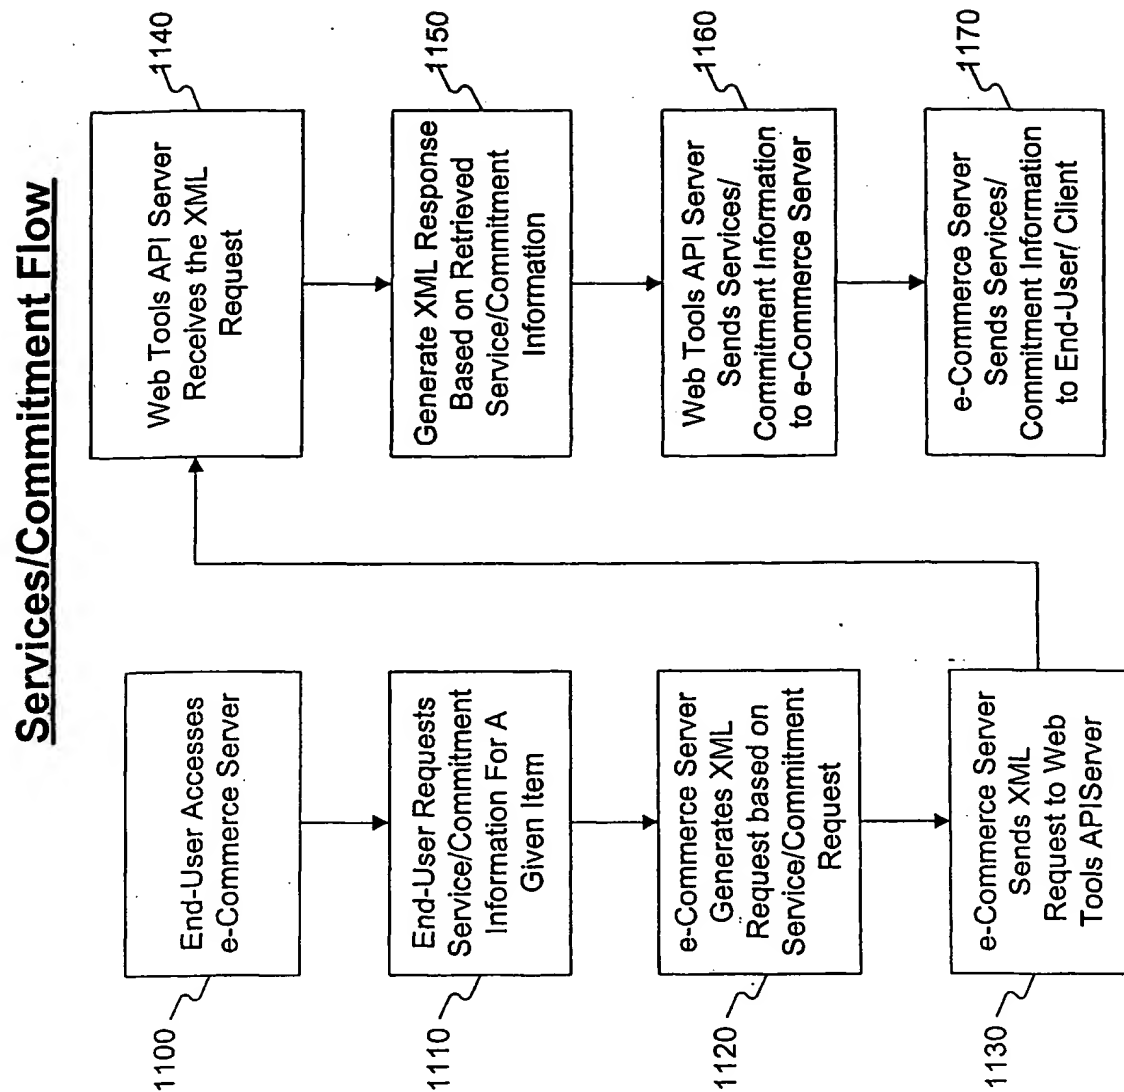 Services/Commitment Flow
1100
End-User Accesses
e-Commerce Server
1110
End-User Requests
Service/Commitment
Information For A
Given Item
1120
e-Commerce Server
Generates XML
Request based on
Service/Commitment
Request
1130
e-Commerce Server
Sends XML
Request to Web
Tools APIServer
1140
Web Tools API Server
Receives the XML
Request
1150
Generate XML Response
Based on Retrieved
Service/Commitment
Information
1160
Web Tools API Server
Sends Services/
Commitment Information
to e-Commerce Server
1170
e-Commerce Server
Sends Services/
Commitment Information
to End-User/ Client